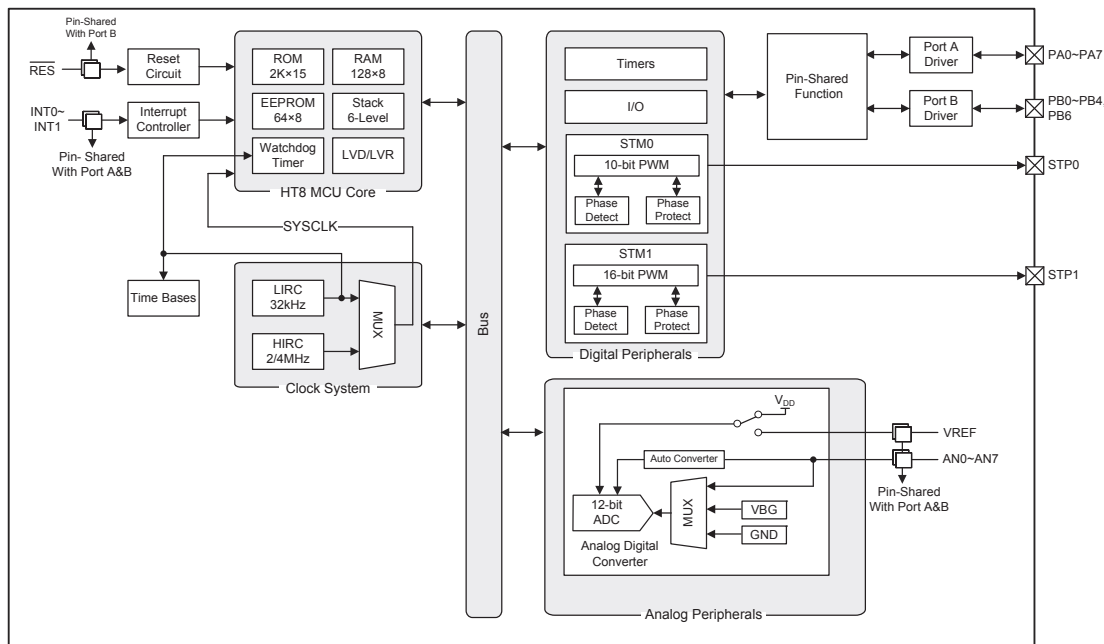 Pin-Shared
With Port B
RES
Reset
Circuit
INT0~
INT1
Interrupt
Controller
Pin- Shared
With Port A&B
ROM
2K×15
RAM
128×8
EEPROM
64×8
Stack
6-Level
Watchdog
Timer
LVD/LVR
HT8 MCU Core
SYSCLK
Time Bases
LIRC
32kHz
HIRC
2/4MHz
MUX
Clock System
Bus
Timers
I/O
STM0
10-bit PWM
Phase
Detect
Phase
Protect
STM1
16-bit PWM
Phase
Detect
Phase
Protect
Digital Peripherals
Pin-Shared
Function
Port A
Driver
Port B
Driver
PA0~PA7
PB0~PB4,
PB6
STP0
STP1
VDD
VREF
Auto Converter
AN0~AN7
12-bit
ADC
MUX
VBG
GND
Pin-Shared
With Port A&B
Analog Digital
Converter
Analog Peripherals